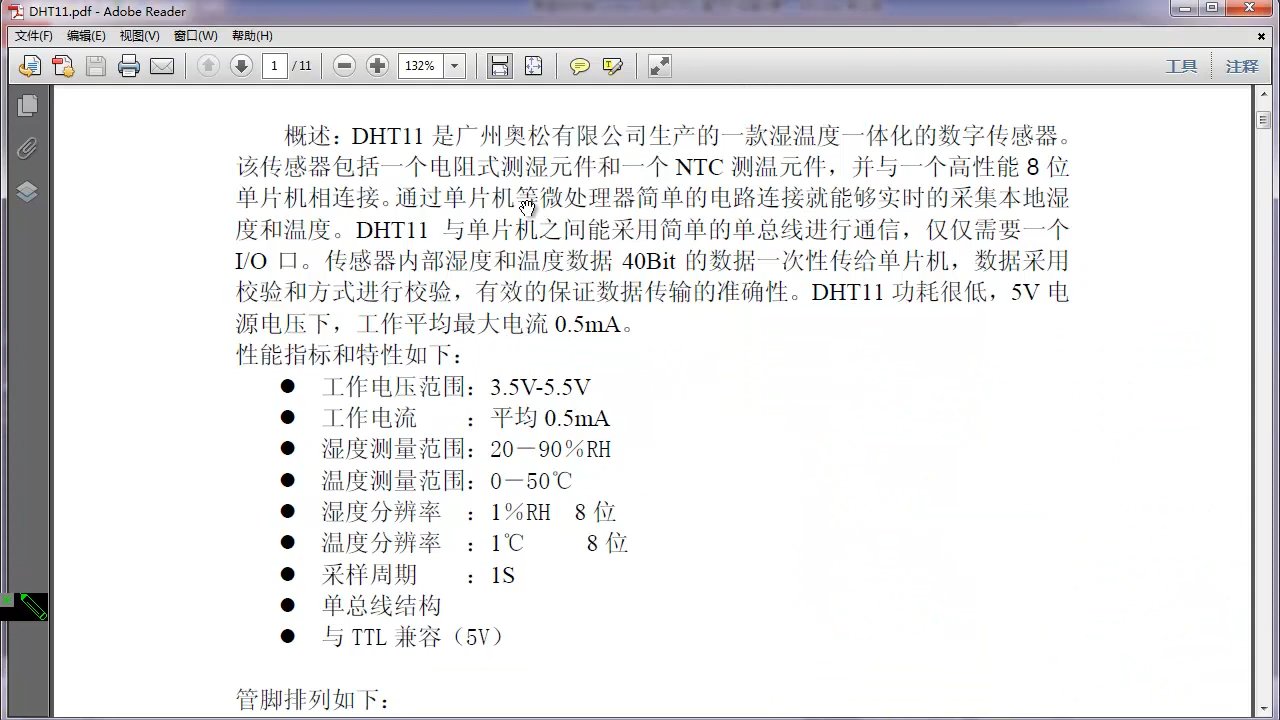 DHT11.pdf - Adobe Reader
文件(F) 编辑(E) 视图(V) 窗口(W) 帮助(H)
1 / 11 132% 工具 注释
概述：DHT11 是广州奥松有限公司生产的一款湿温度一体化的数字传感器。
该传感器包括一个电阻式测湿元件和一个 NTC 测温元件，并与一个高性能 8 位
单片机相连接。通过单片机等微处理器简单的电路连接就能够实时的采集本地湿
度和温度。DHT11 与单片机之间能采用简单的单总线进行通信，仅仅需要一个
I/O 口。传感器内部湿度和温度数据 40Bit 的数据一次性传给单片机，数据采用
校验和方式进行校验，有效的保证数据传输的准确性。DHT11 功耗很低，5V 电
源电压下，工作平均最大电流 0.5mA。
性能指标和特性如下：
● 工作电压范围：3.5V-5.5V
● 工作电流 ：平均 0.5mA
● 湿度测量范围：20－90％RH
● 温度测量范围：0－50℃
● 湿度分辨率 ：1％RH 8 位
● 温度分辨率 ：1℃ 8 位
● 采样周期 ：1S
● 单总线结构
● 与 TTL 兼容（5V）
管脚排列如下：